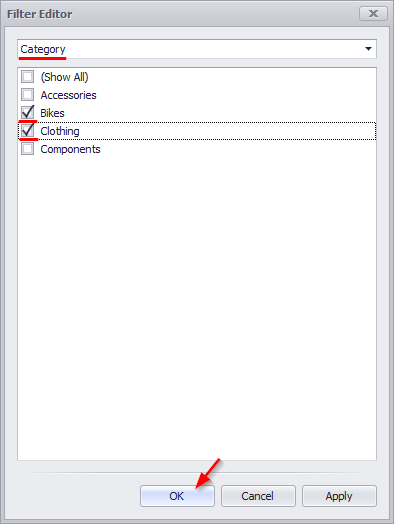 Filter Editor
Category
(Show All)
Accessories
Bikes
Clothing
Components
OK Cancel Apply